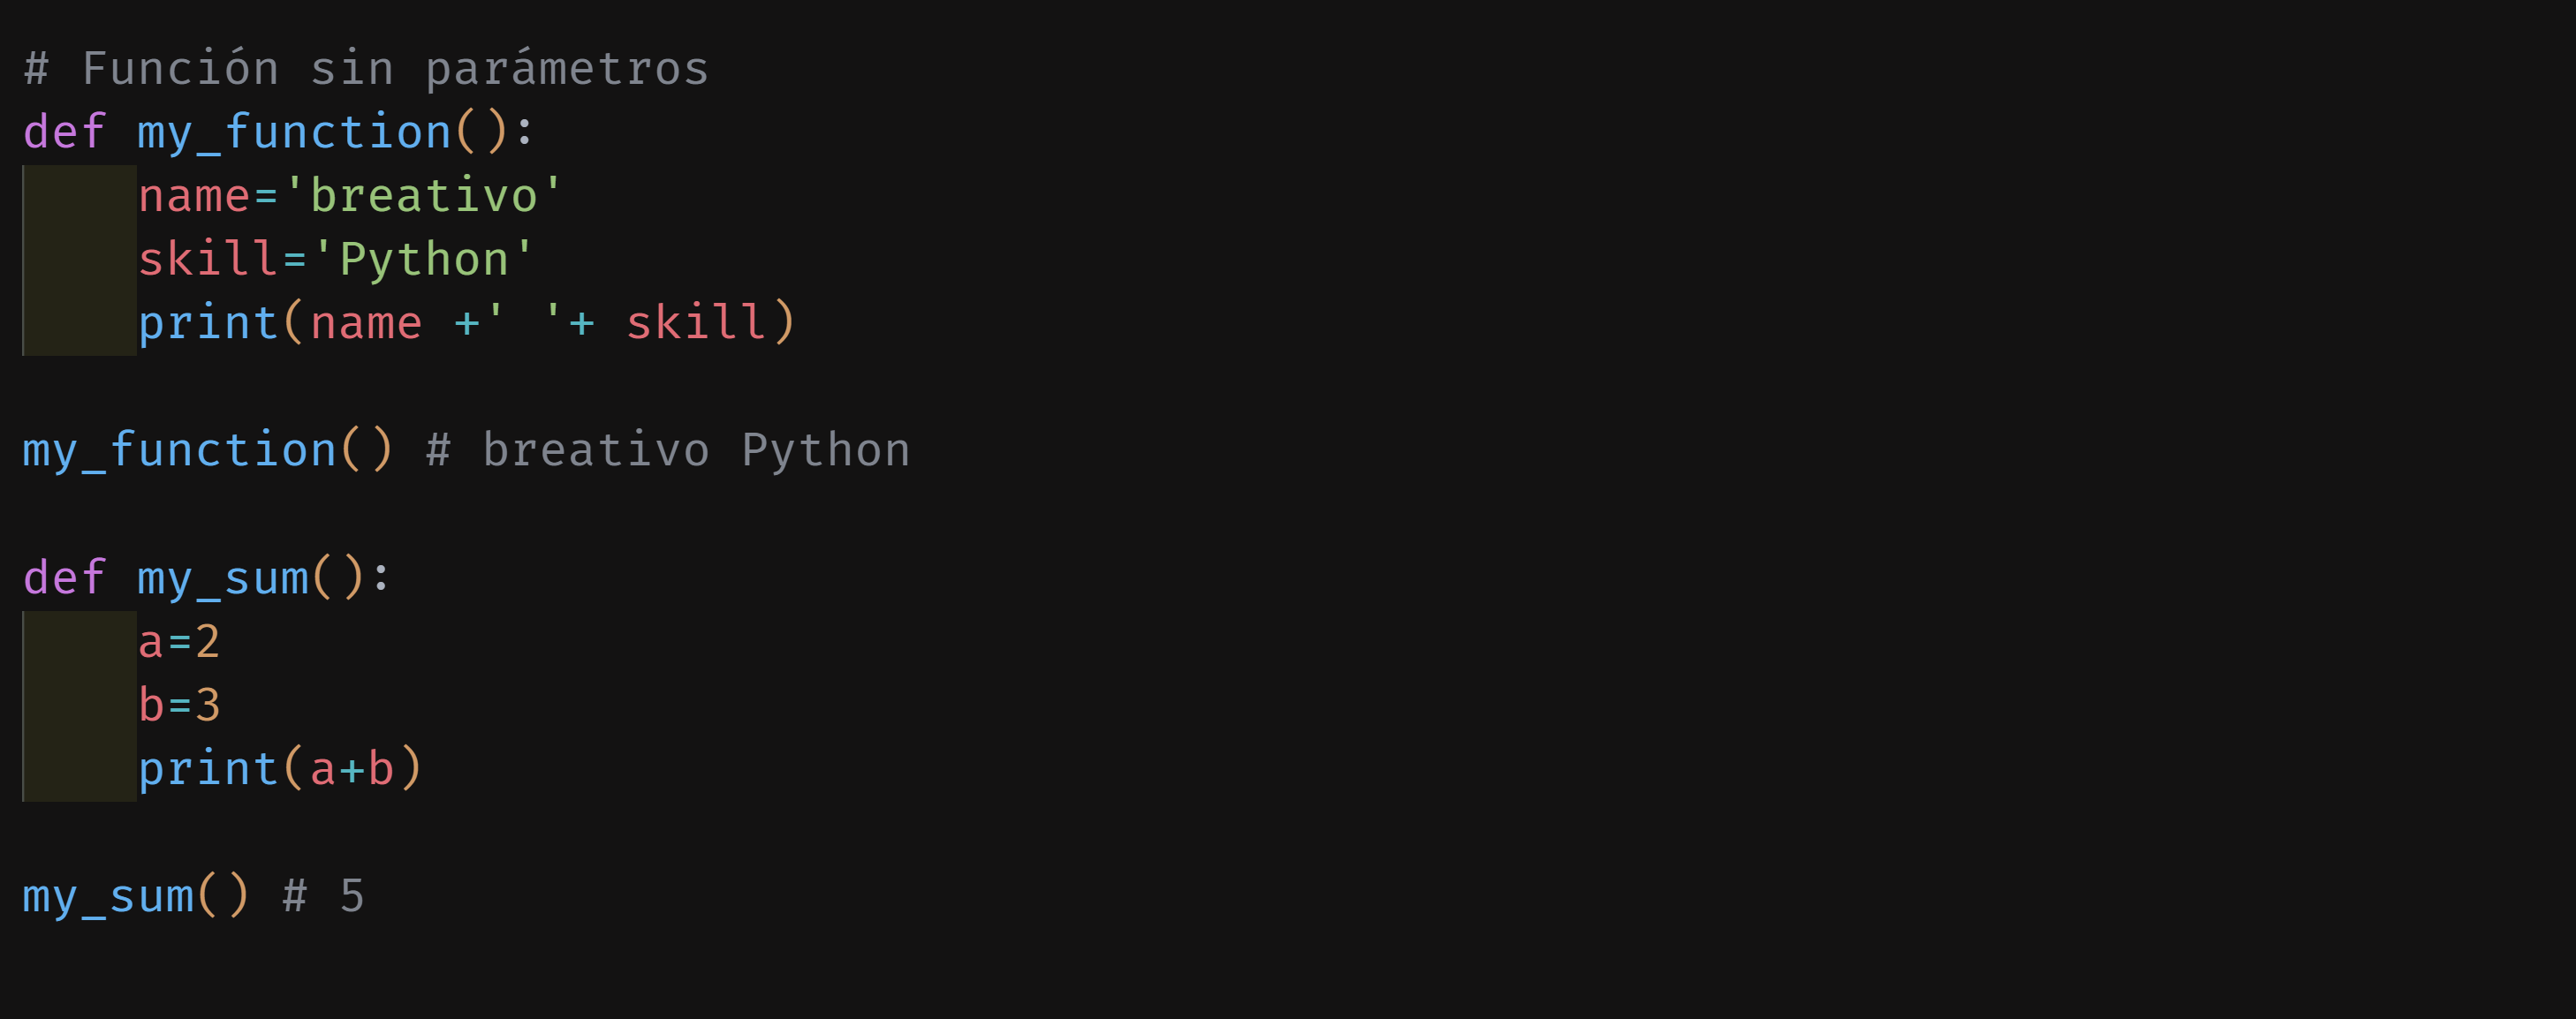 # Función sin parámetros
def my_function():
    name='breativo'
    skill='Python'
    print(name +' '+ skill)
my_function() # breativo Python
def my_sum():
    a=2
    b=3
    print(a+b)
my_sum() # 5